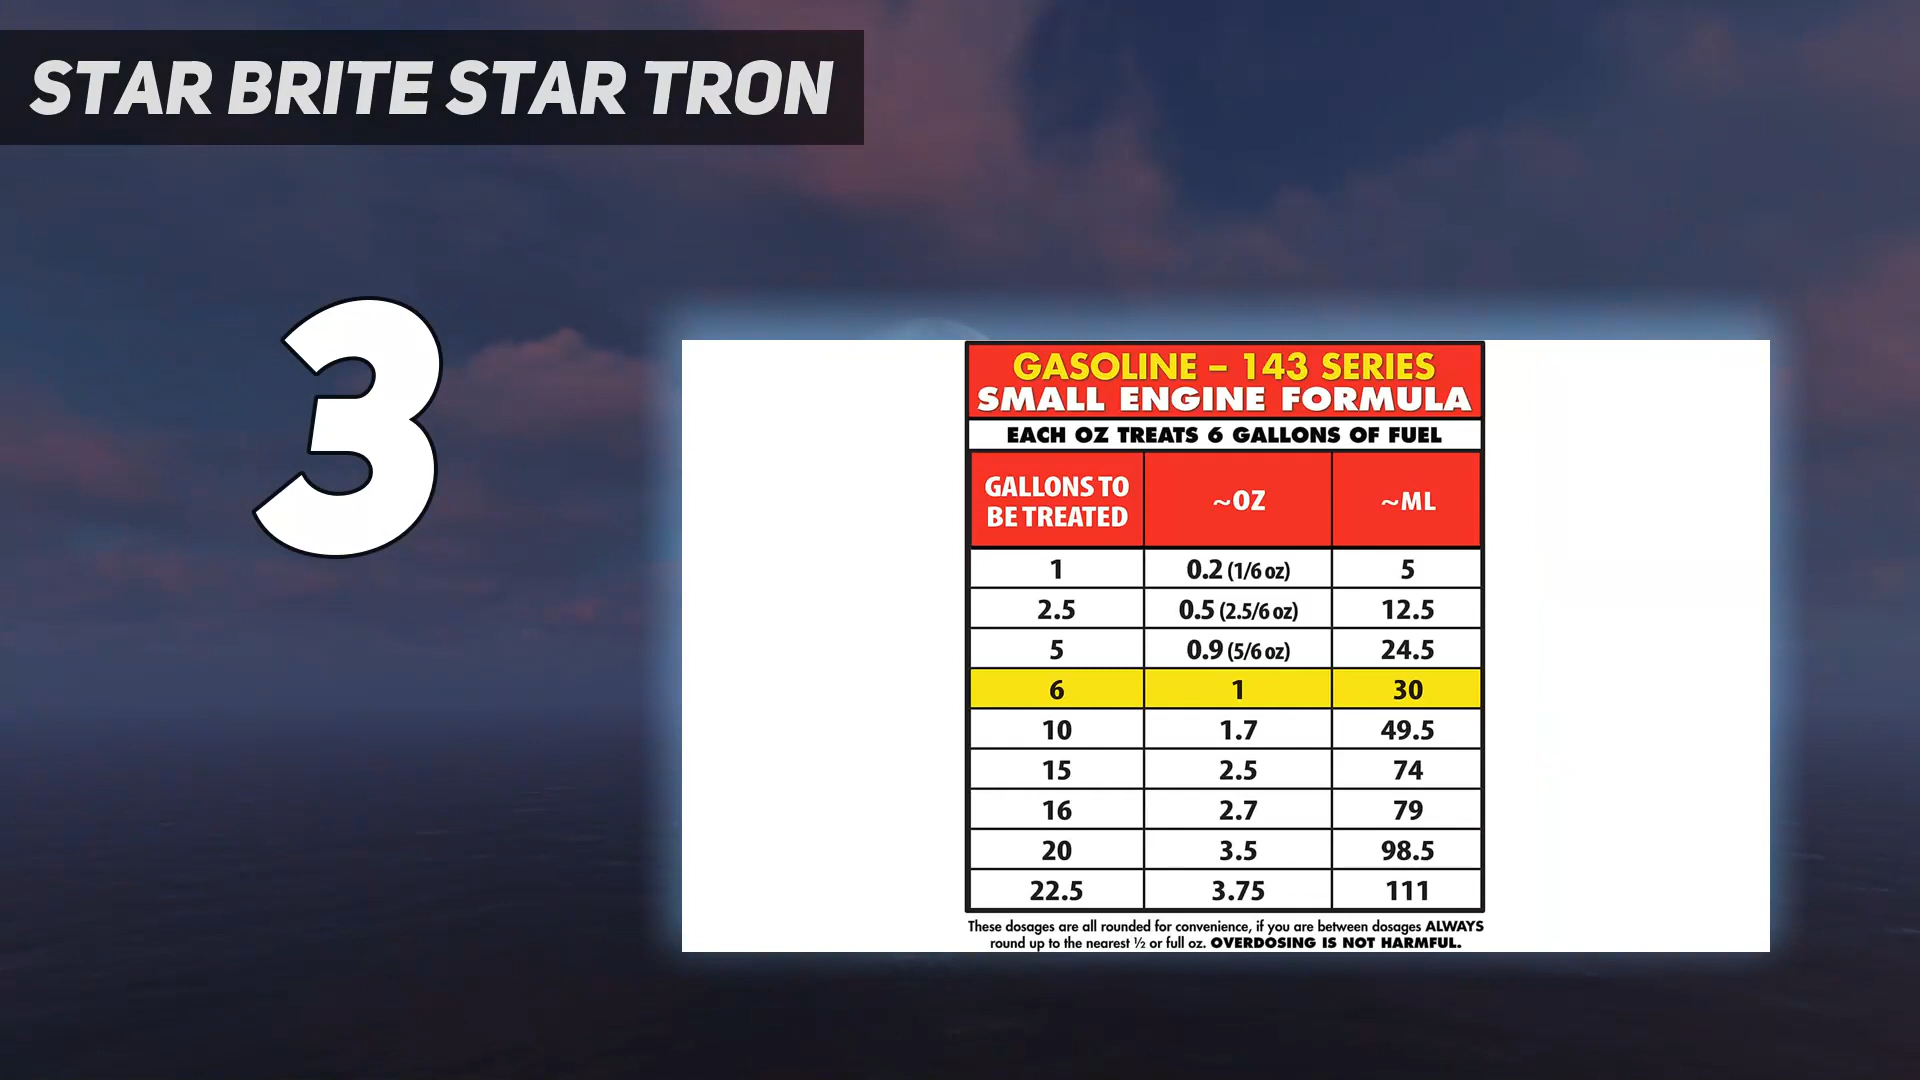 STAR BRITE STAR TRON
3
GASOLINE – 143 SERIES
SMALL ENGINE FORMULA
EACH OZ TREATS 6 GALLONS OF FUEL
GALLONS TO
BE TREATED
~OZ
~ML
1 0.2 (1/6 oz) 5
2.5 0.5 (2.5/6 oz) 12.5
5 0.9 (5/6 oz) 24.5
6 1 30
10 1.7 49.5
15 2.5 74
16 2.7 79
20 3.5 98.5
22.5 3.75 111
These dosages are all rounded for convenience, if you are between dosages ALWAYS
round up to the nearest ½ or full oz. OVERDOSING IS NOT HARMFUL.